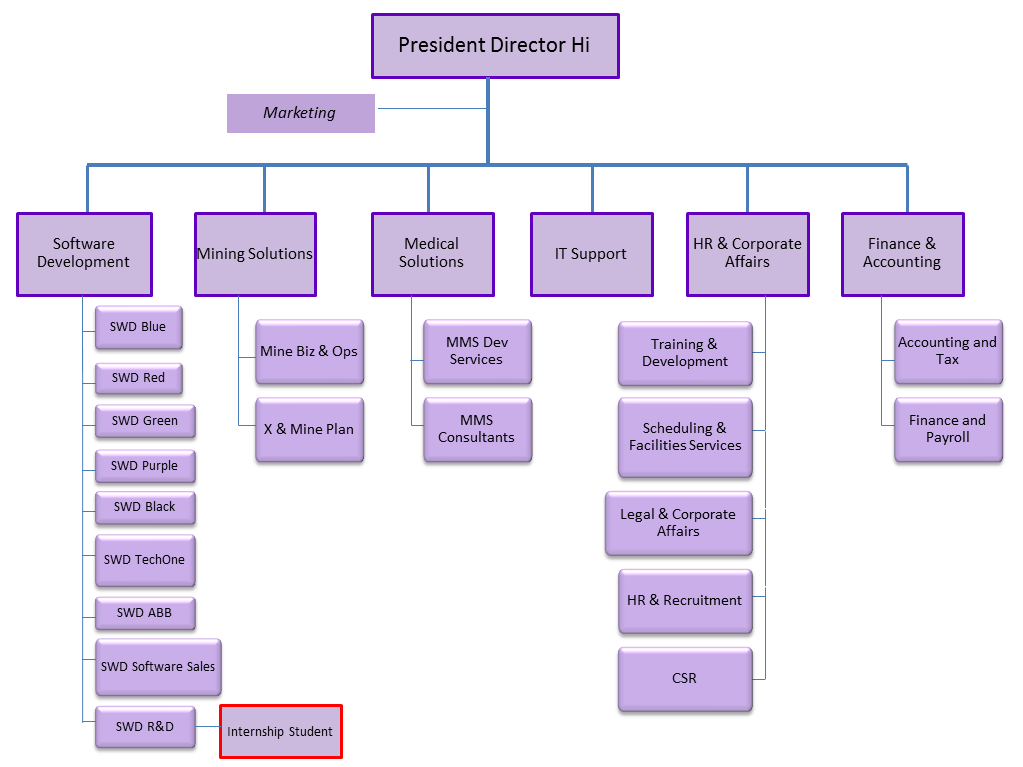 President Director Hi
Marketing
Software
Development
Mining Solutions
Medical
Solutions
IT Support
HR & Corporate
Affairs
Finance &
Accounting
SWD Blue
SWD Red
SWD Green
SWD Purple
SWD Black
SWD TechOne
SWD ABB
SWD Software Sales
SWD R&D
Internship Student
Mine Biz & Ops
X & Mine Plan
MMS Dev
Services
MMS
Consultants
Training &
Development
Scheduling &
Facilities Services
Legal & Corporate
Affairs
HR & Recruitment
CSR
Accounting and
Tax
Finance and
Payroll